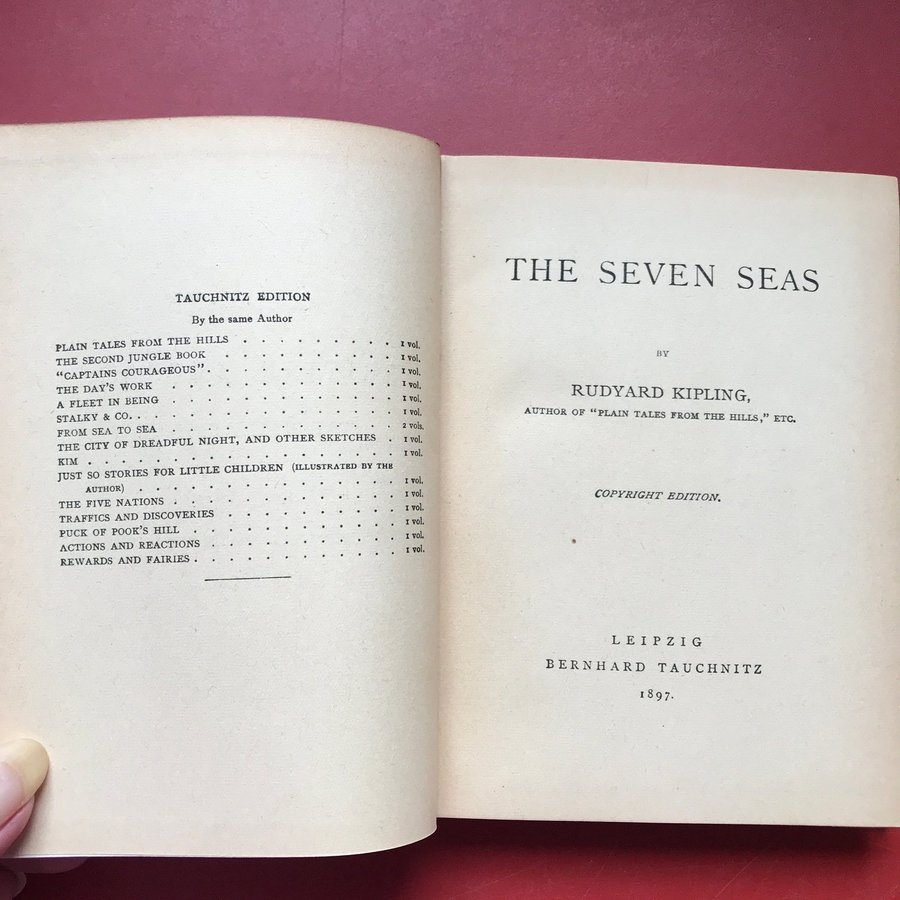 TAUCHNITZ EDITION
By the same Author
PLAIN TALES FROM THE HILLS . . . . . . . . 1 vol.
THE SECOND JUNGLE BOOK . . . . . . . . . 1 vol.
"CAPTAINS COURAGEOUS" . . . . . . . . . . 1 vol.
THE DAY'S WORK . . . . . . . . . . . . 1 vol.
A FLEET IN BEING . . . . . . . . . . . . 1 vol.
STALKY & CO. . . . . . . . . . . . . . 1 vol.
FROM SEA TO SEA . . . . . . . . . . . . 2 vols.
THE CITY OF DREADFUL NIGHT, AND OTHER SKETCHES . 1 vol.
KIM . . . . . . . . . . . . . . . . 1 vol.
JUST SO STORIES FOR LITTLE CHILDREN (ILLUSTRATED BY THE
AUTHOR) . . . . . . . . . . . . . . 1 vol.
THE FIVE NATIONS . . . . . . . . . . . . 1 vol.
TRAFFICS AND DISCOVERIES . . . . . . . . . 1 vol.
PUCK OF POOK'S HILL . . . . . . . . . . . 1 vol.
ACTIONS AND REACTIONS . . . . . . . . . . 1 vol.
REWARDS AND FAIRIES . . . . . . . . . . . 1 vol.
THE SEVEN SEAS
BY
RUDYARD KIPLING,
AUTHOR OF "PLAIN TALES FROM THE HILLS," ETC.
COPYRIGHT EDITION.
LEIPZIG
BERNHARD TAUCHNITZ
1897.